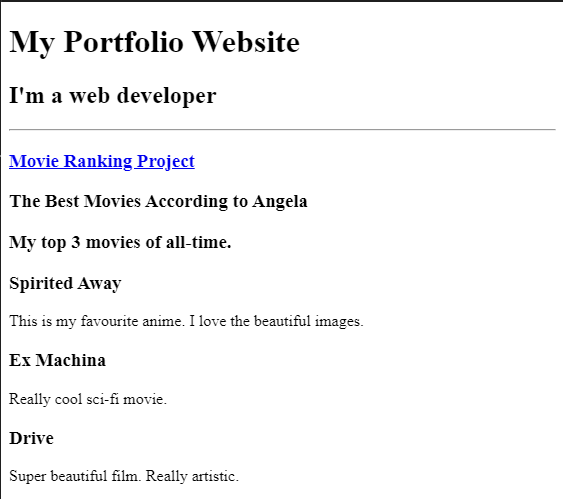 My Portfolio Website
I'm a web developer
Movie Ranking Project
The Best Movies According to Angela
My top 3 movies of all-time.
Spirited Away
This is my favourite anime. I love the beautiful images.
Ex Machina
Really cool sci-fi movie.
Drive
Super beautiful film. Really artistic.